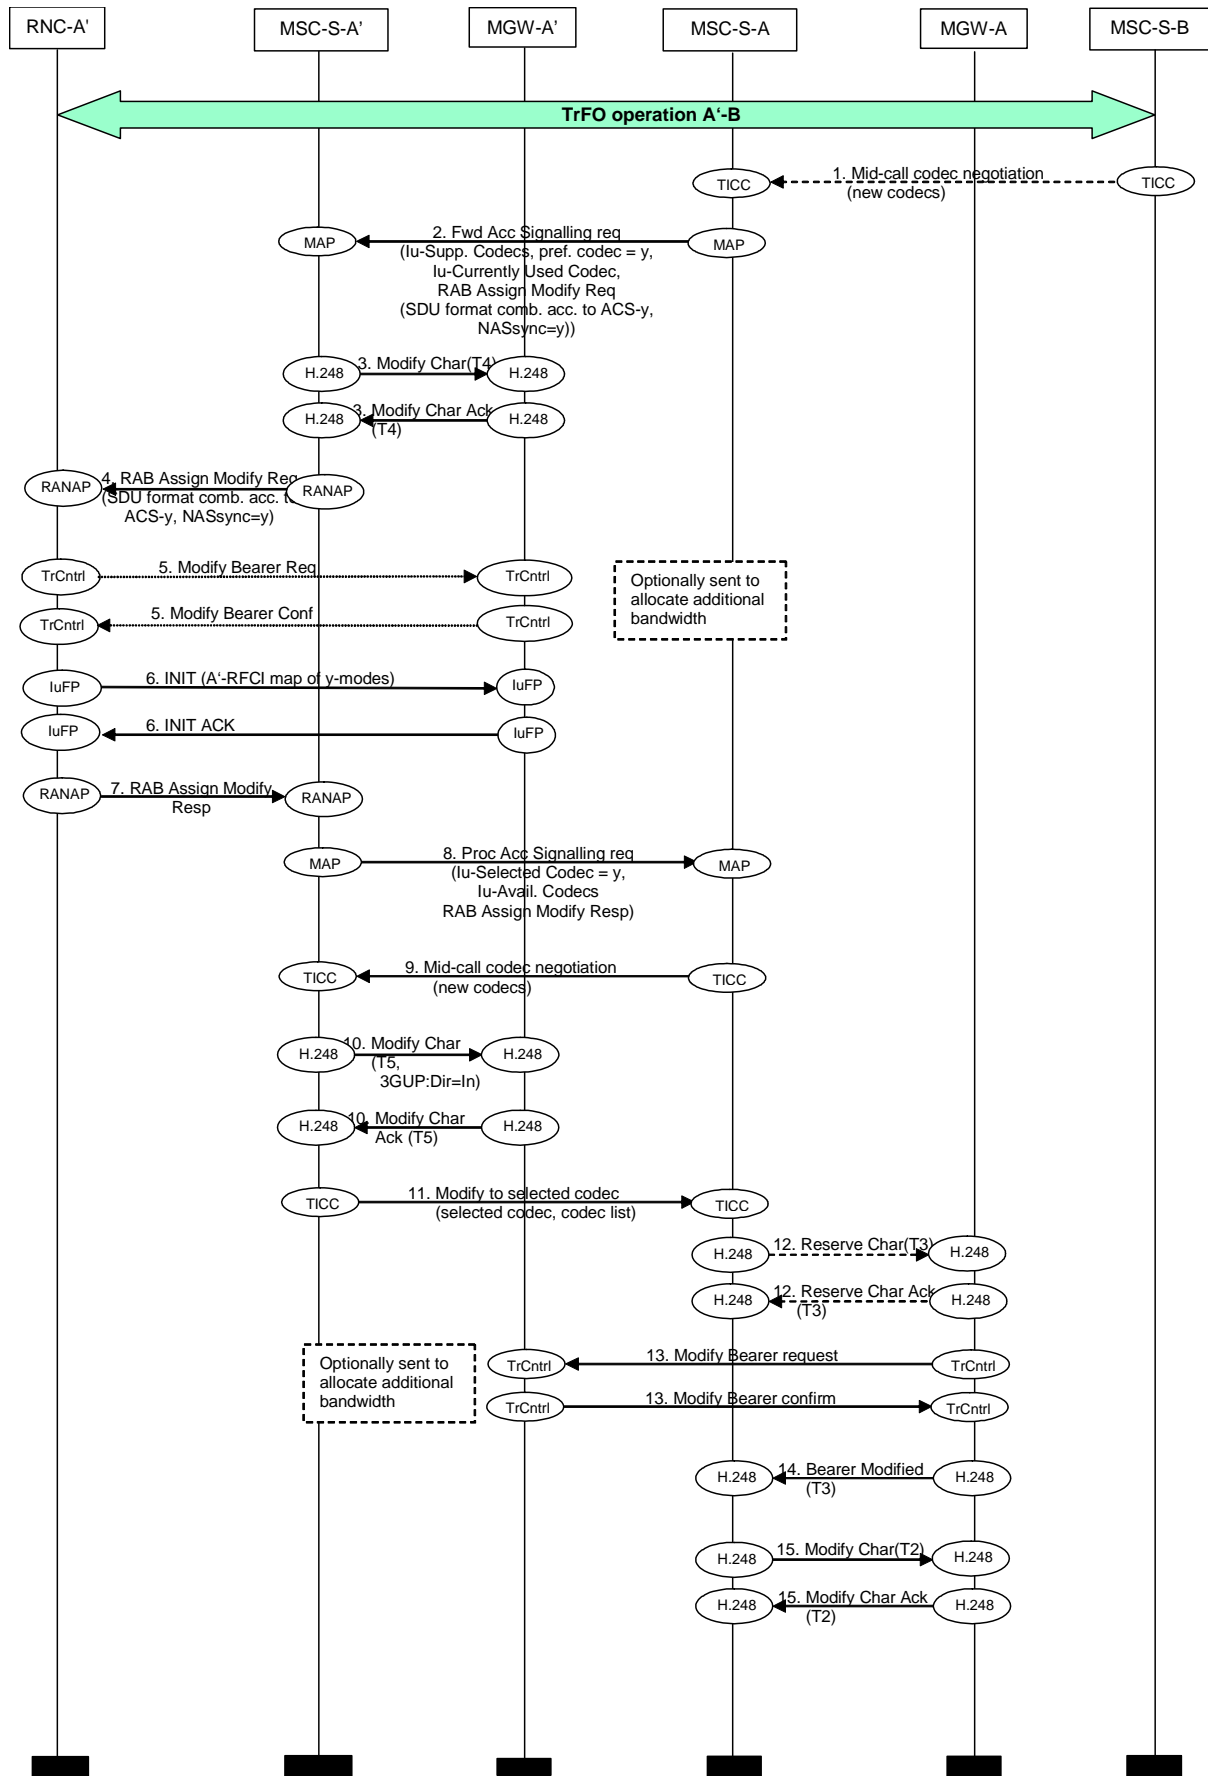 RNC-A'
MSC-S-A’
MGW-A’
MSC-S-A
MGW-A
MSC-S-B
TrFO operation A‘-B
TICC
1. Mid-call codec negotiation
(new codecs)
TICC
MAP
2. Fwd Acc Signalling req
(Iu-Supp. Codecs, pref. codec = y,
Iu-Currently Used Codec,
RAB Assign Modify Req
(SDU format comb. acc. to ACS-y,
NASsync=y))
MAP
H.248
3. Modify Char(T4)
H.248
H.248
3. Modify Char Ack
(T4)
H.248
RANAP
4. RAB Assign Modify Req
(SDU format comb. acc. to
ACS-y, NASsync=y)
RANAP
TrCntrl
5. Modify Bearer Req
TrCntrl
Optionally sent to
allocate additional
bandwidth
TrCntrl
5. Modify Bearer Conf
TrCntrl
IuFP
6. INIT (A‘-RFCI map of y-modes)
IuFP
IuFP
6. INIT ACK
IuFP
RANAP
7. RAB Assign Modify
Resp
RANAP
MAP
8. Proc Acc Signalling req
(Iu-Selected Codec = y,
Iu-Avail. Codecs
RAB Assign Modify Resp)
MAP
TICC
9. Mid-call codec negotiation
(new codecs)
TICC
H.248
10. Modify Char
(T5,
3GUP:Dir=In)
H.248
H.248
10. Modify Char
Ack (T5)
H.248
TICC
11. Modify to selected codec
(selected codec, codec list)
TICC
H.248
12. Reserve Char(T3)
H.248
H.248
12. Reserve Char Ack
(T3)
H.248
Optionally sent to
allocate additional
bandwidth
TrCntrl
13. Modify Bearer request
TrCntrl
TrCntrl
13. Modify Bearer confirm
TrCntrl
H.248
14. Bearer Modified
(T3)
H.248
H.248
15. Modify Char(T2)
H.248
H.248
15. Modify Char Ack
(T2)
H.248